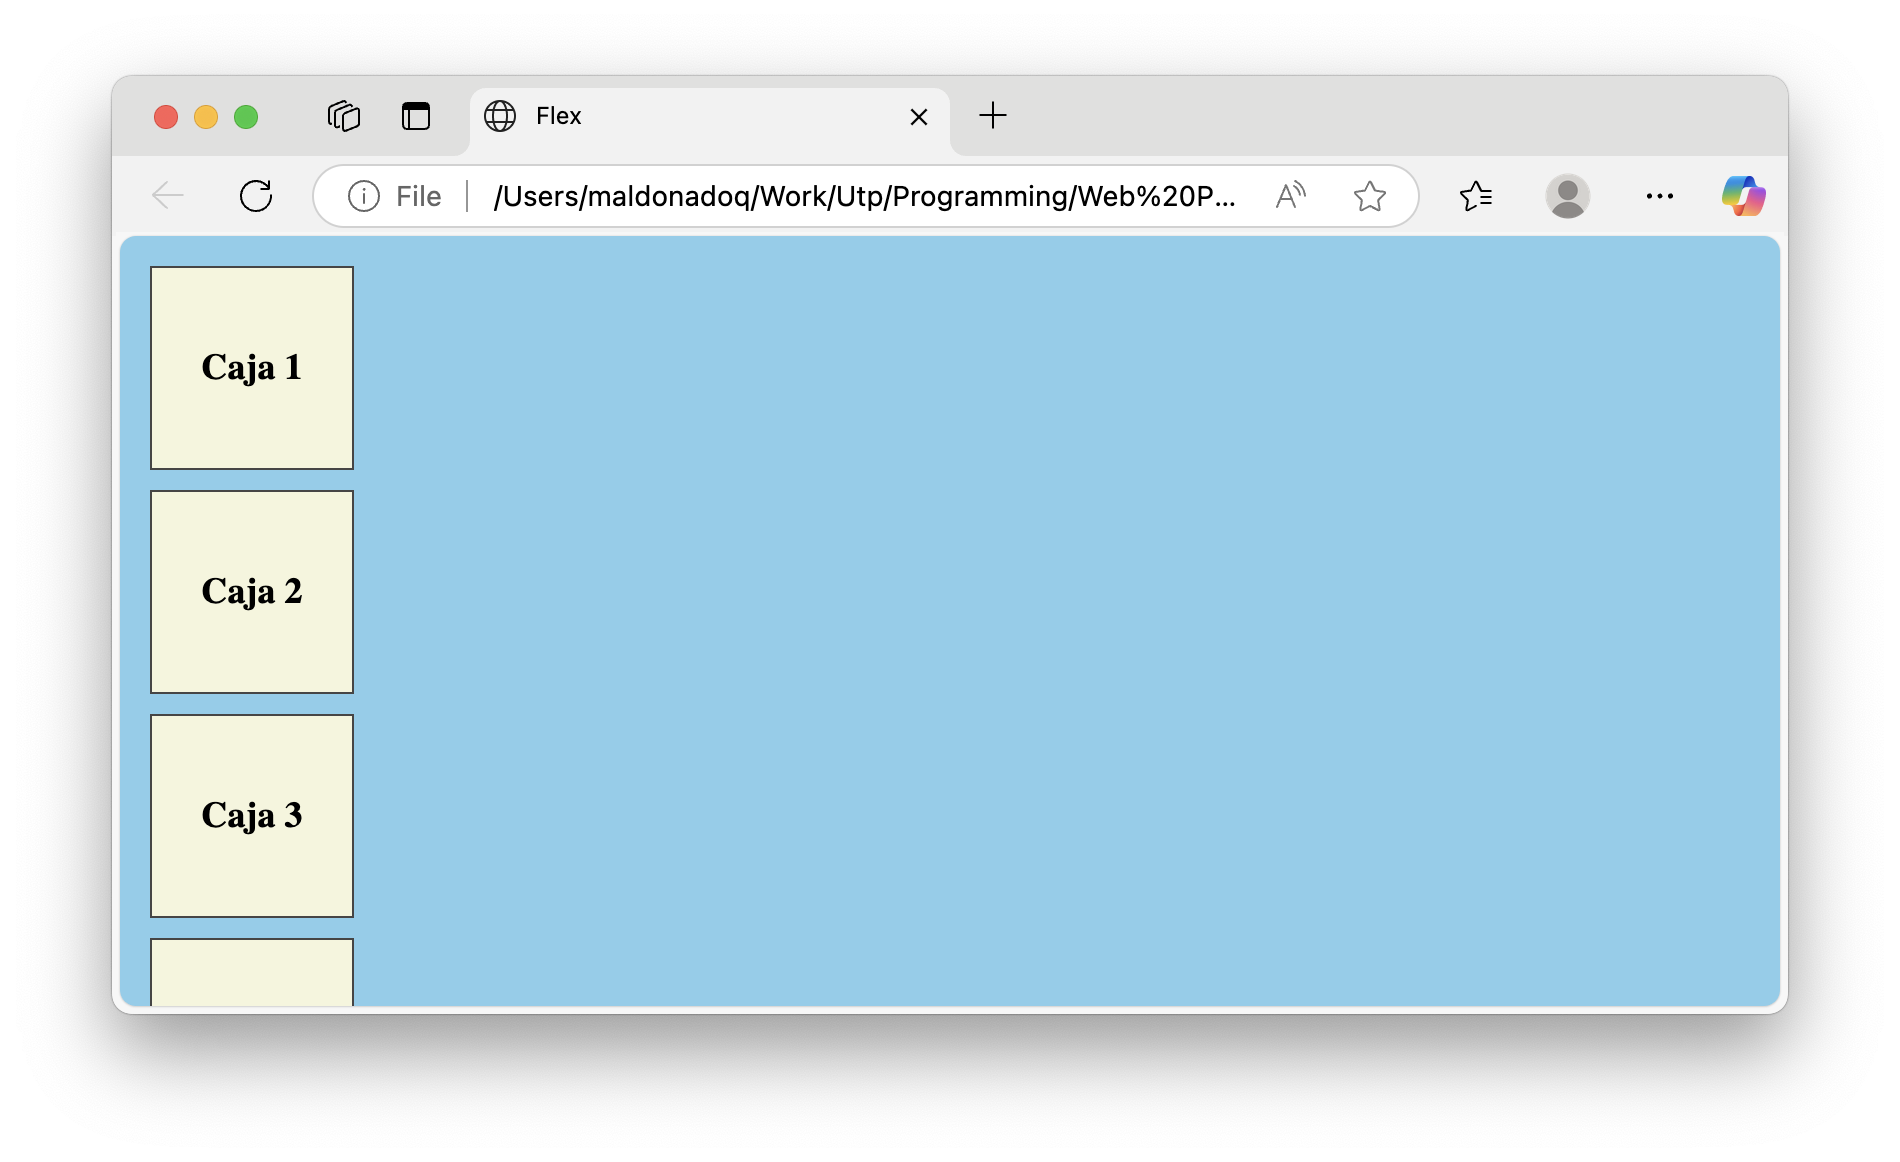 Flex
File
/Users/maldonadoq/Work/Utp/Programming/Web%20P...
Caja 1
Caja 2
Caja 3